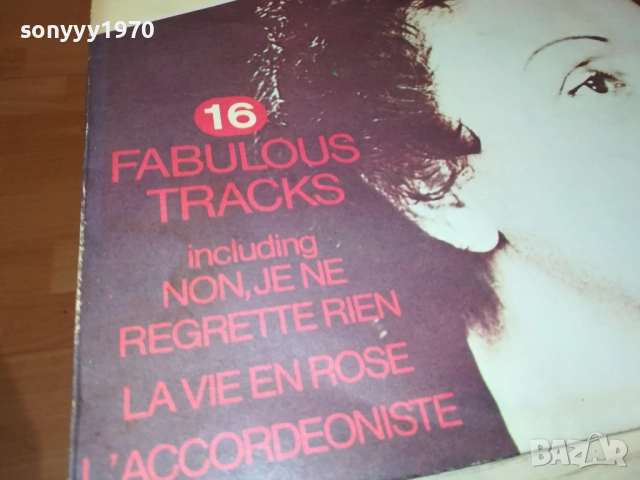 sonyyy1970
16
FABULOUS
TRACKS
including
NON, JE NE
REGRETTE RIEN
LA VIE EN ROSE
L'ACCORDEONISTE
BAZAR